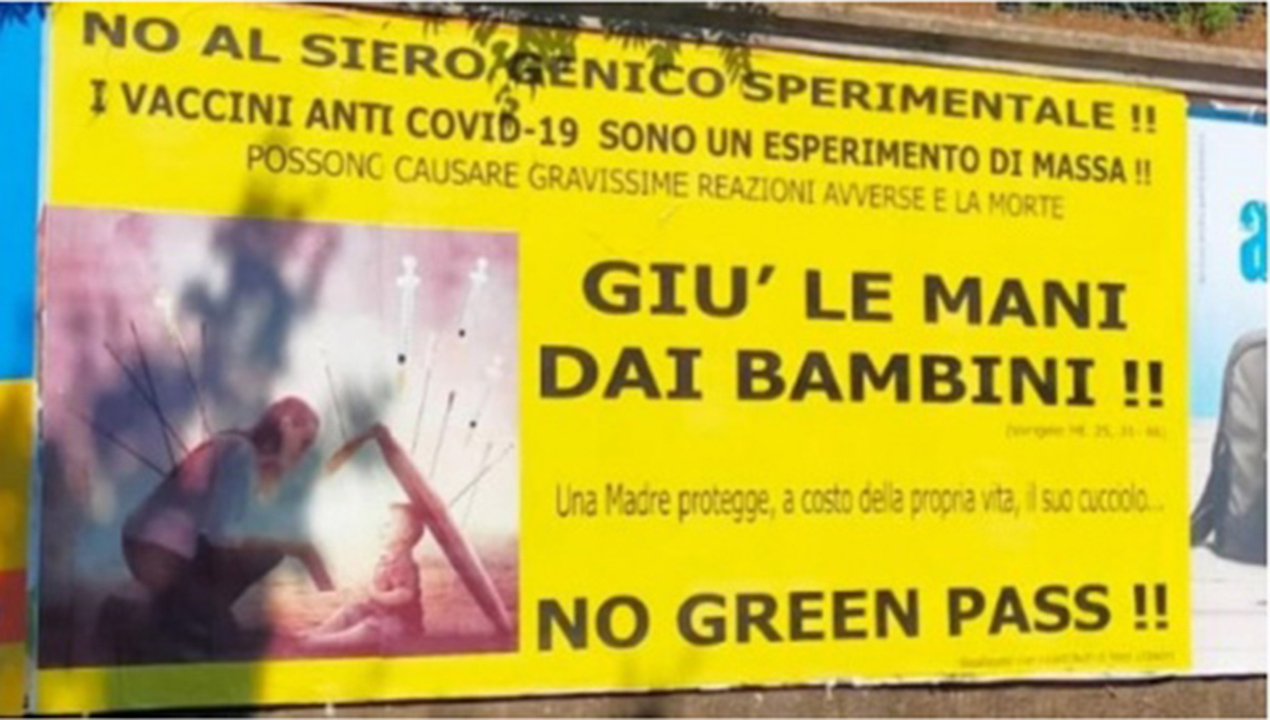 NO AL SIERO GENICO SPERIMENTALE !!
I VACCINI ANTI COVID-19 SONO UN ESPERIMENTO DI MASSA !!
POSSONO CAUSARE GRAVISSIME REAZIONI AVVERSE E LA MORTE
GIU' LE MANI
DAI BAMBINI !!
Una Madre protegge, a costo della propria vita, il suo cucciolo...
NO GREEN PASS !!
a